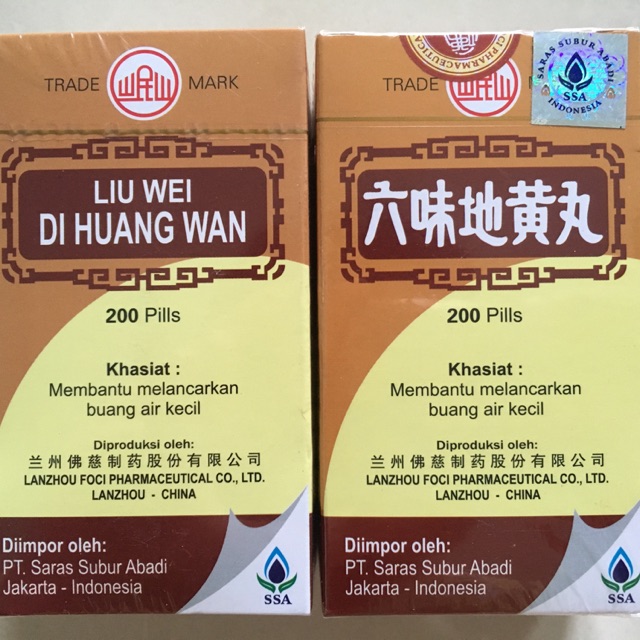 TRADE MARK
岷山
LIU WEI
DI HUANG WAN
200 Pills
Khasiat :
Membantu melancarkan
buang air kecil
Diproduksi oleh:
兰州佛慈制药股份有限公司
LANZHOU FOCI PHARMACEUTICAL CO., LTD.
LANZHOU - CHINA
Diimpor oleh:
PT. Saras Subur Abadi
Jakarta - Indonesia
SSA
TRADE
SARAS SUBUR ABADI
SSA
INDONESIA
六味地黄丸
200 Pills
Khasiat :
Membantu melancarkan
buang air kecil
Diproduksi oleh:
兰州佛慈制药股份有限公司
LANZHOU FOCI PHARMACEUTICAL CO., LTD.
LANZHOU - CHINA
Diimpor oleh:
PT. Saras Subur Abadi
Jakarta - Indonesia
SSA